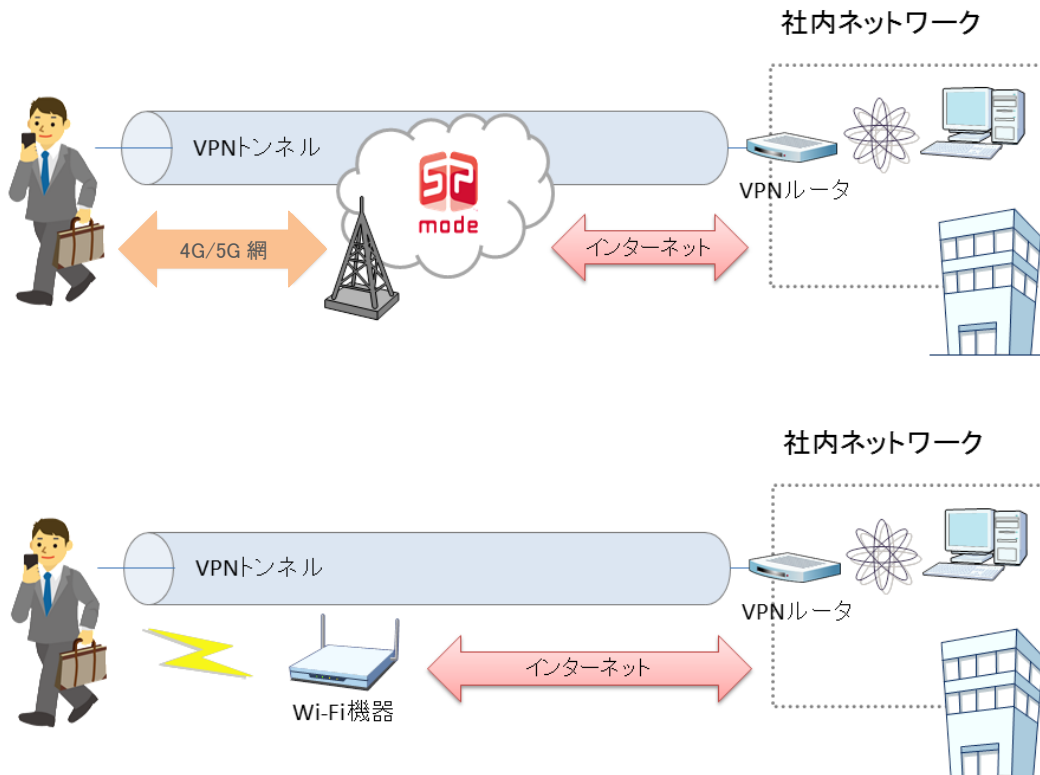 社内ネットワーク
VPNトンネル
sp
mode
VPNルータ
4G/5G 網
インターネット
社内ネットワーク
VPNトンネル
VPNルータ
インターネット
Wi-Fi機器